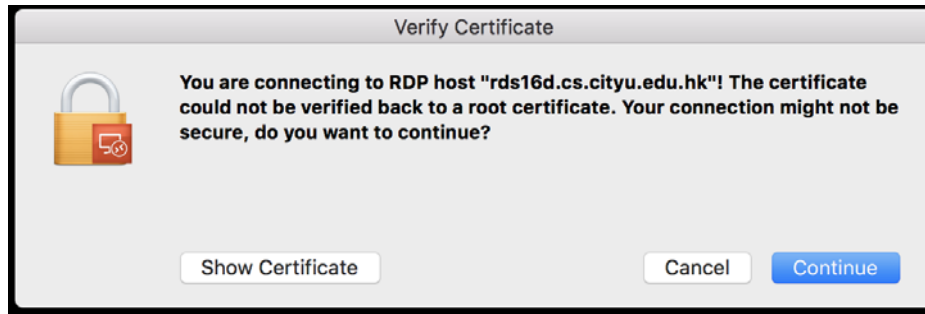 Verify Certificate
You are connecting to RDP host "rds16d.cs.cityu.edu.hk"! The certificate
could not be verified back to a root certificate. Your connection might not be
secure, do you want to continue?
Show Certificate
Cancel
Continue